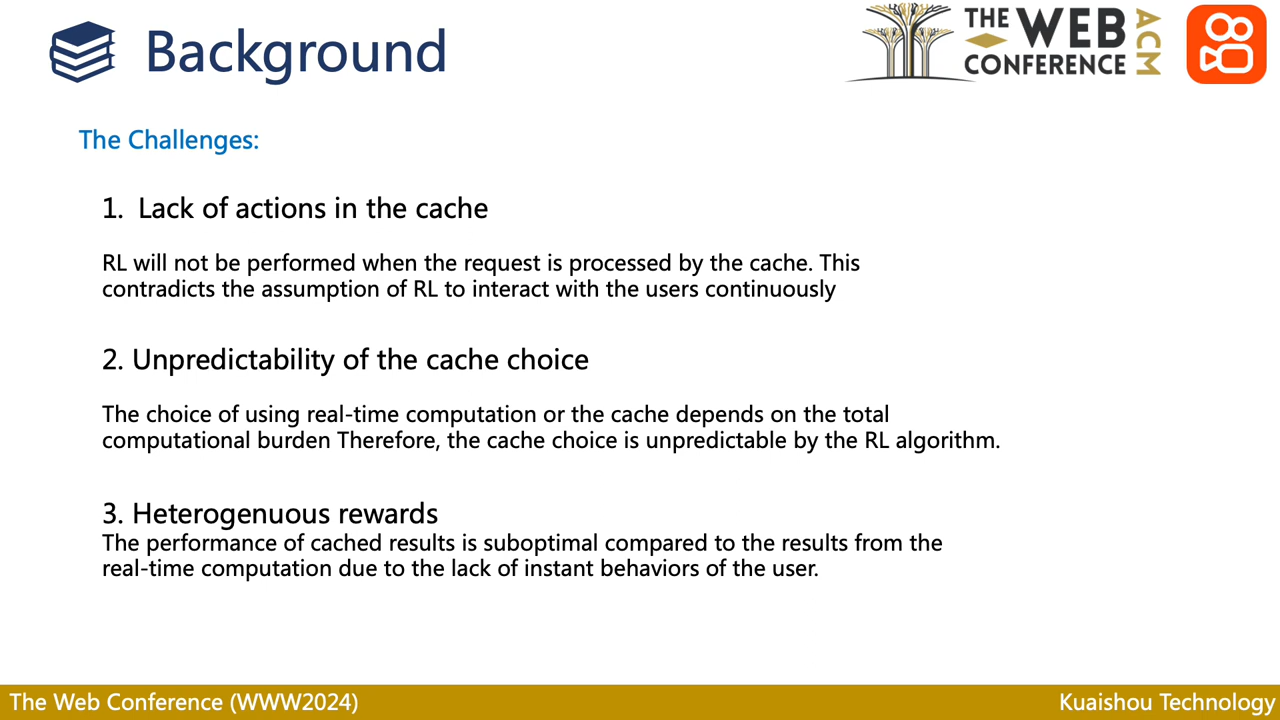 Background
THE WEB CONFERENCE ACM
The Challenges:
1. Lack of actions in the cache
RL will not be performed when the request is processed by the cache. This
contradicts the assumption of RL to interact with the users continuously
2. Unpredictability of the cache choice
The choice of using real-time computation or the cache depends on the total
computational burden Therefore, the cache choice is unpredictable by the RL algorithm.
3. Heterogenuous rewards
The performance of cached results is suboptimal compared to the results from the
real-time computation due to the lack of instant behaviors of the user.
The Web Conference (WWW2024)
Kuaishou Technology